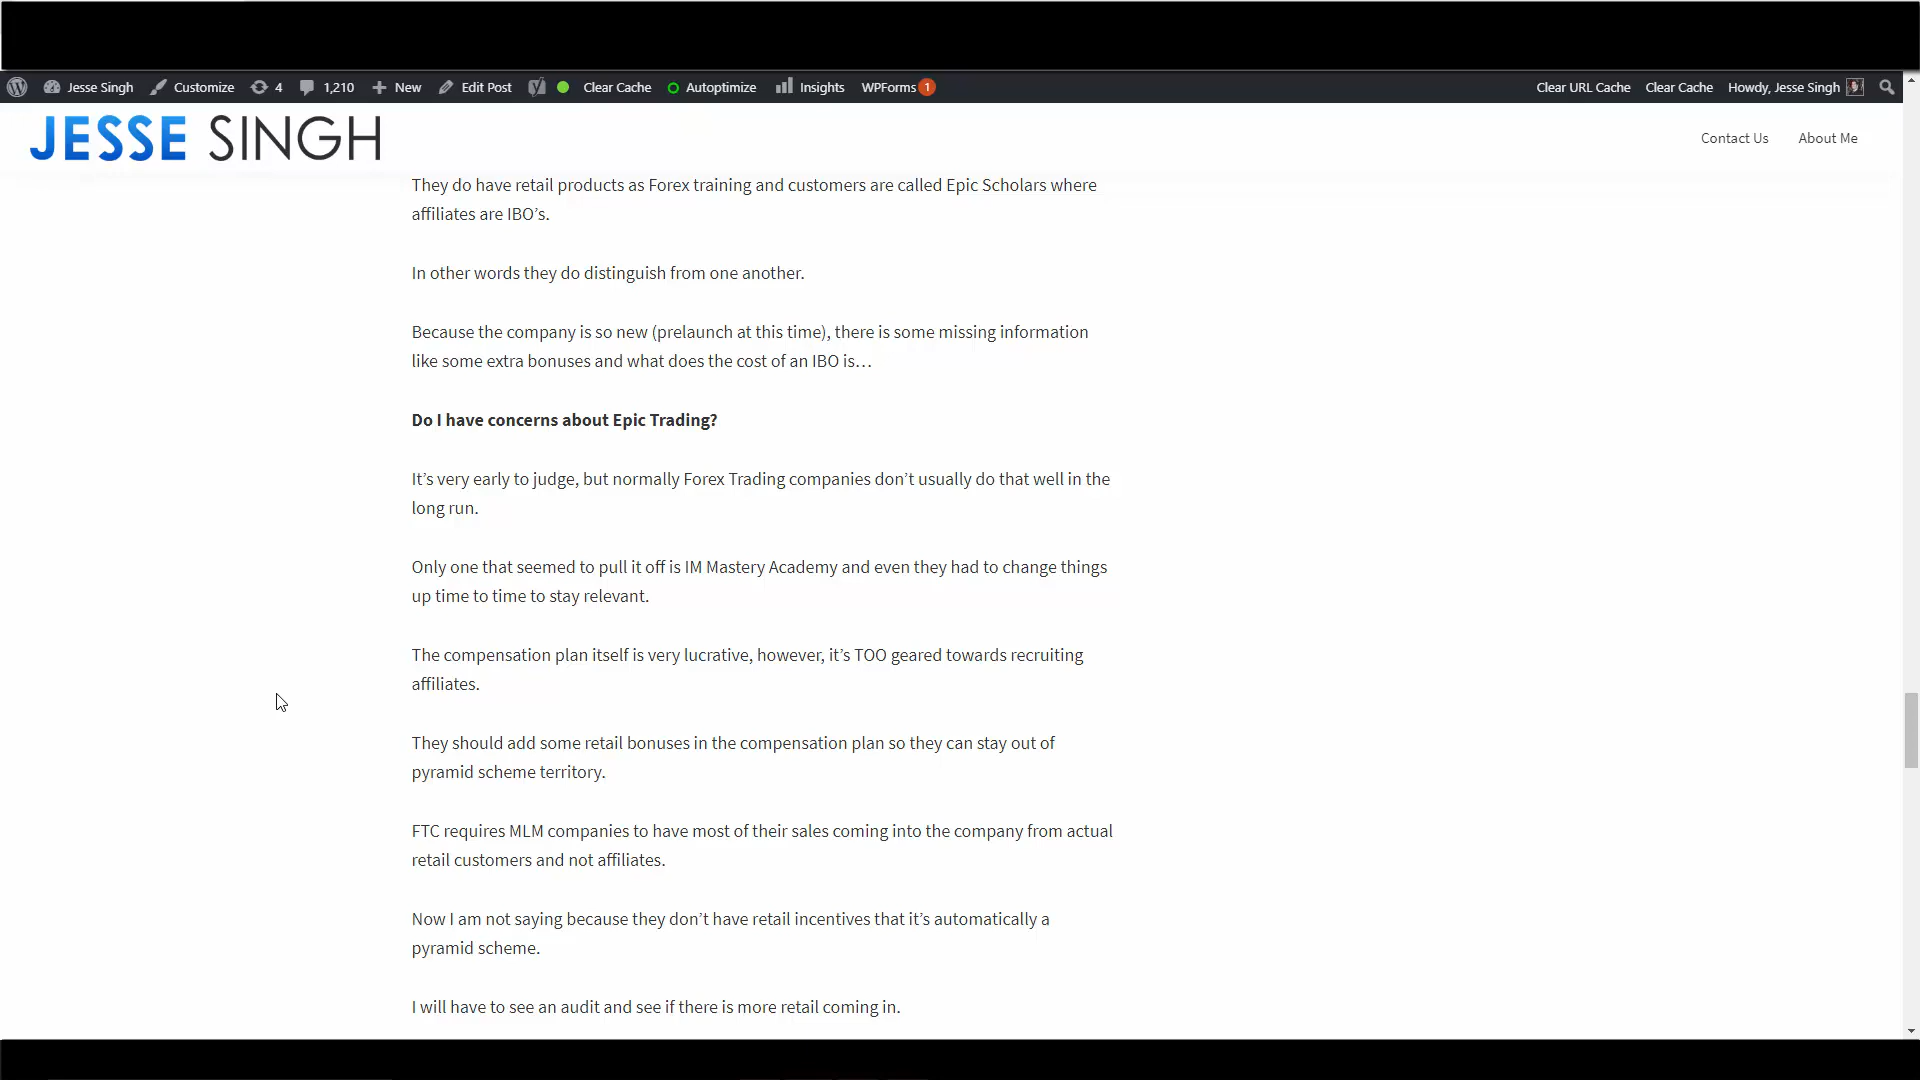 Jesse Singh Customize 4 1,210 New Edit Post Clear Cache Autoptimize Insights WPForms 1 Clear URL Cache Clear Cache Howdy, Jesse Singh
JESSE SINGH Contact Us About Me
They do have retail products as Forex training and customers are called Epic Scholars where
affiliates are IBO’s.
In other words they do distinguish from one another.
Because the company is so new (prelaunch at this time), there is some missing information
like some extra bonuses and what does the cost of an IBO is…
Do I have concerns about Epic Trading?
It’s very early to judge, but normally Forex Trading companies don’t usually do that well in the
long run.
Only one that seemed to pull it off is IM Mastery Academy and even they had to change things
up time to time to stay relevant.
The compensation plan itself is very lucrative, however, it’s TOO geared towards recruiting
affiliates.
They should add some retail bonuses in the compensation plan so they can stay out of
pyramid scheme territory.
FTC requires MLM companies to have most of their sales coming into the company from actual
retail customers and not affiliates.
Now I am not saying because they don’t have retail incentives that it’s automatically a
pyramid scheme.
I will have to see an audit and see if there is more retail coming in.